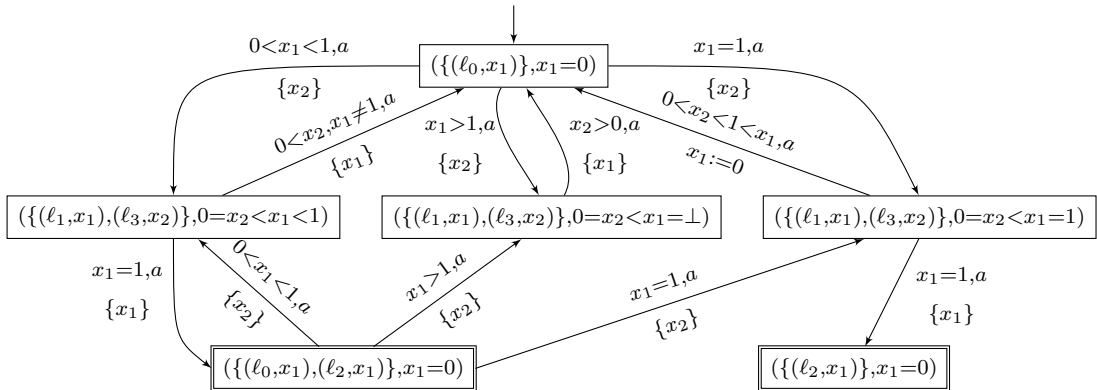 ({(ℓ₀,x₁)},x₁=0)
0<x₁<1,a
{x₂}
0<x₂,x₁≠1,a
{x₁}
x₁>1,a
{x₂}
x₂>0,a
{x₁}
0<x₂<1<x₁,a
x₁:=0
x₁=1,a
{x₂}
({(ℓ₁,x₁),(ℓ₃,x₂)},0=x₂<x₁<1)
({(ℓ₁,x₁),(ℓ₃,x₂)},0=x₂<x₁=⊥)
({(ℓ₁,x₁),(ℓ₃,x₂)},0=x₂<x₁=1)
x₁=1,a
{x₁}
0<x₁<1,a
{x₂}
x₁>1,a
{x₂}
x₁=1,a
{x₂}
x₁=1,a
{x₁}
({(ℓ₀,x₁),(ℓ₂,x₁)},x₁=0)
({(ℓ₂,x₁)},x₁=0)